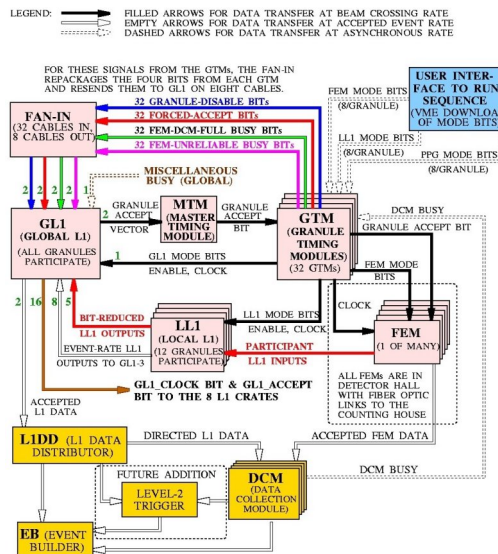 LEGEND:
FILLED ARROWS FOR DATA TRANSFER AT BEAM CROSSING RATE
EMPTY ARROWS FOR DATA TRANSFER AT ACCEPTED EVENT RATE
DASHED ARROWS FOR DATA TRANSFER AT ASYNCHRONOUS RATE
FOR THESE SIGNALS FROM THE GTMs, THE FAN-IN
REPACKAGES THE FOUR BITS FROM EACH GTM
AND RESENDS THEM TO GL1 ON EIGHT CABLES.
FEM MODE BITS
(8/GRANULE)
LL1 MODE BITS
(8/GRANULE)
PPG MODE BITS
(8/GRANULE)
USER INTER-
FACE TO RUN
SEQUENCE
(VME DOWNLOAD
OF MODE BITS)
FAN-IN
(32 CABLES IN,
8 CABLES OUT)
32 GRANULE-DISABLE BITs
32 FORCED-ACCEPT BITs
32 FEM-DCM-FULL BUSY BITs
32 FEM-UNRELIABLE BUSY BITs
MISCELLANEOUS
BUSY (GLOBAL)
2
2
2
2
1
GL1
(GLOBAL L1)
(ALL GRANULES
PARTICIPATE)
2
GRANULE
ACCEPT
VECTOR
MTM
(MASTER
TIMING
MODULE)
GRANULE
ACCEPT
BIT
GTM
(GRANULE
TIMING
MODULES)
(32 GTMs)
DCM BUSY
GRANULE ACCEPT BIT
1
GL1 MODE BITS
ENABLE, CLOCK
FEM MODE
BITS
CLOCK
2
16
8
5
BIT-REDUCED
LL1 OUTPUTS
EVENT-RATE LL1
OUTPUTS TO GL1-3
LL1
(LOCAL L1)
(12 GRANULES
PARTICIPATE)
LL1 MODE BITS
ENABLE, CLOCK
PARTICIPANT
LL1 INPUTS
FEM
(1 OF MANY)
GL1_CLOCK BIT & GL1_ACCEPT
BIT TO THE 8 L1 CRATES
ALL FEMs ARE IN
DETECTOR HALL
WITH FIBER OPTIC
LINKS TO THE
COUNTING HOUSE
ACCEPTED
L1 DATA
L1DD (L1 DATA
DISTRIBUTOR)
DIRECTED L1 DATA
ACCEPTED FEM DATA
DCM BUSY
FUTURE ADDITION
LEVEL-2
TRIGGER
DCM
(DATA
COLLECTION
MODULE)
EB (EVENT
BUILDER)